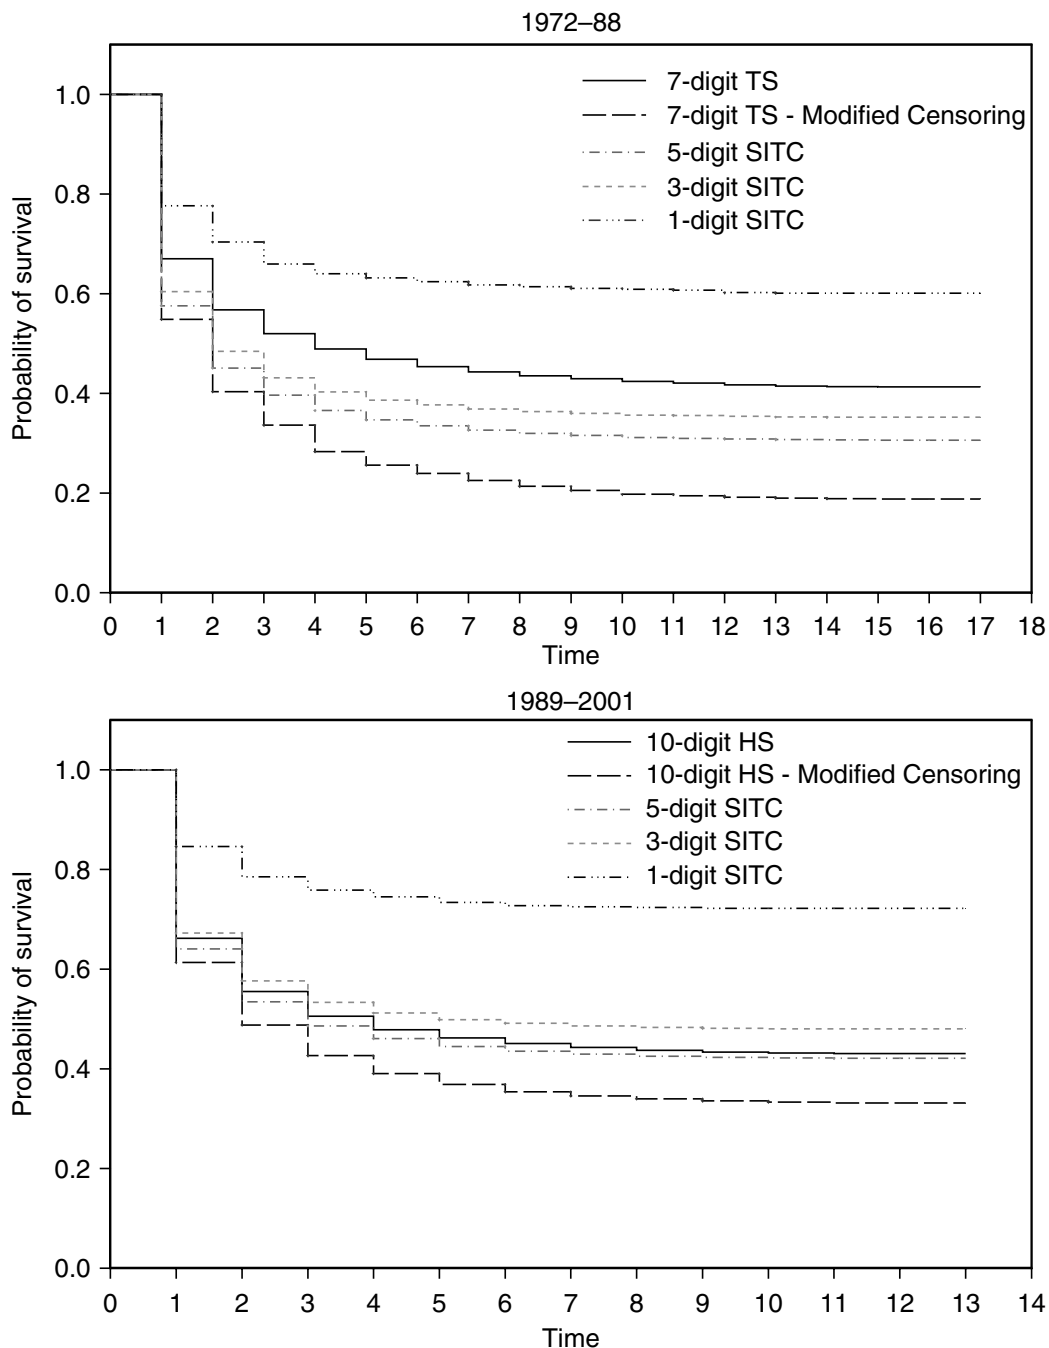 1972–88
7-digit TS
7-digit TS - Modified Censoring
5-digit SITC
3-digit SITC
1-digit SITC
Probability of survival
1.0
0.8
0.6
0.4
0.2
0.0
0 1 2 3 4 5 6 7 8 9 10 11 12 13 14 15 16 17 18
Time
1989–2001
10-digit HS
10-digit HS - Modified Censoring
5-digit SITC
3-digit SITC
1-digit SITC
Probability of survival
1.0
0.8
0.6
0.4
0.2
0.0
0 1 2 3 4 5 6 7 8 9 10 11 12 13 14
Time